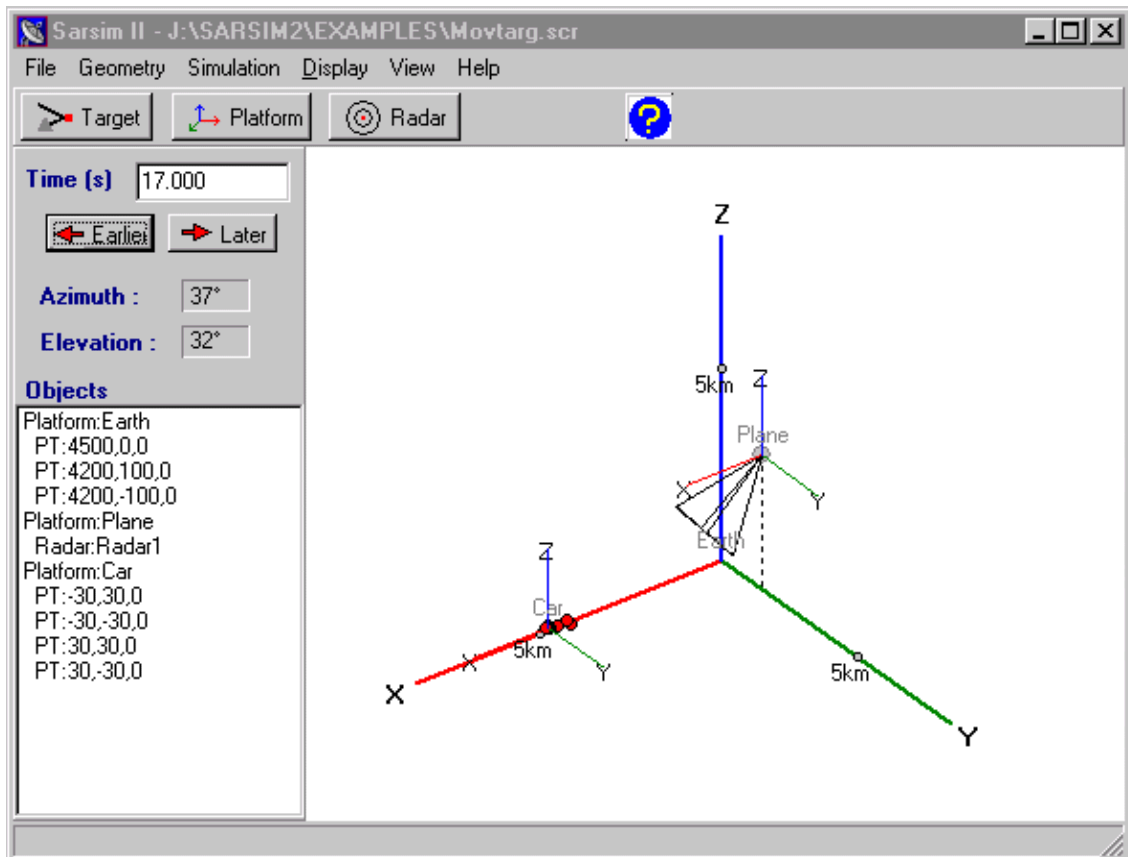 Sarsim II - J:\SARSIM2\EXAMPLES\Movtarg.scr
File Geometry Simulation Display View Help
Target Platform Radar ?
Time (s) 17.000
Earlier Later
Azimuth : 37°
Elevation : 32°
Objects
Platform:Earth
PT:4500,0,0
PT:4200,100,0
PT:4200,-100,0
Platform:Plane
Radar:Radar1
Platform:Car
PT:-30,30,0
PT:-30,-30,0
PT:30,30,0
PT:30,-30,0
Z
5km
Z
Plane
X
Y
Earth
Z
Car
5km
X
Y
X
5km
Y